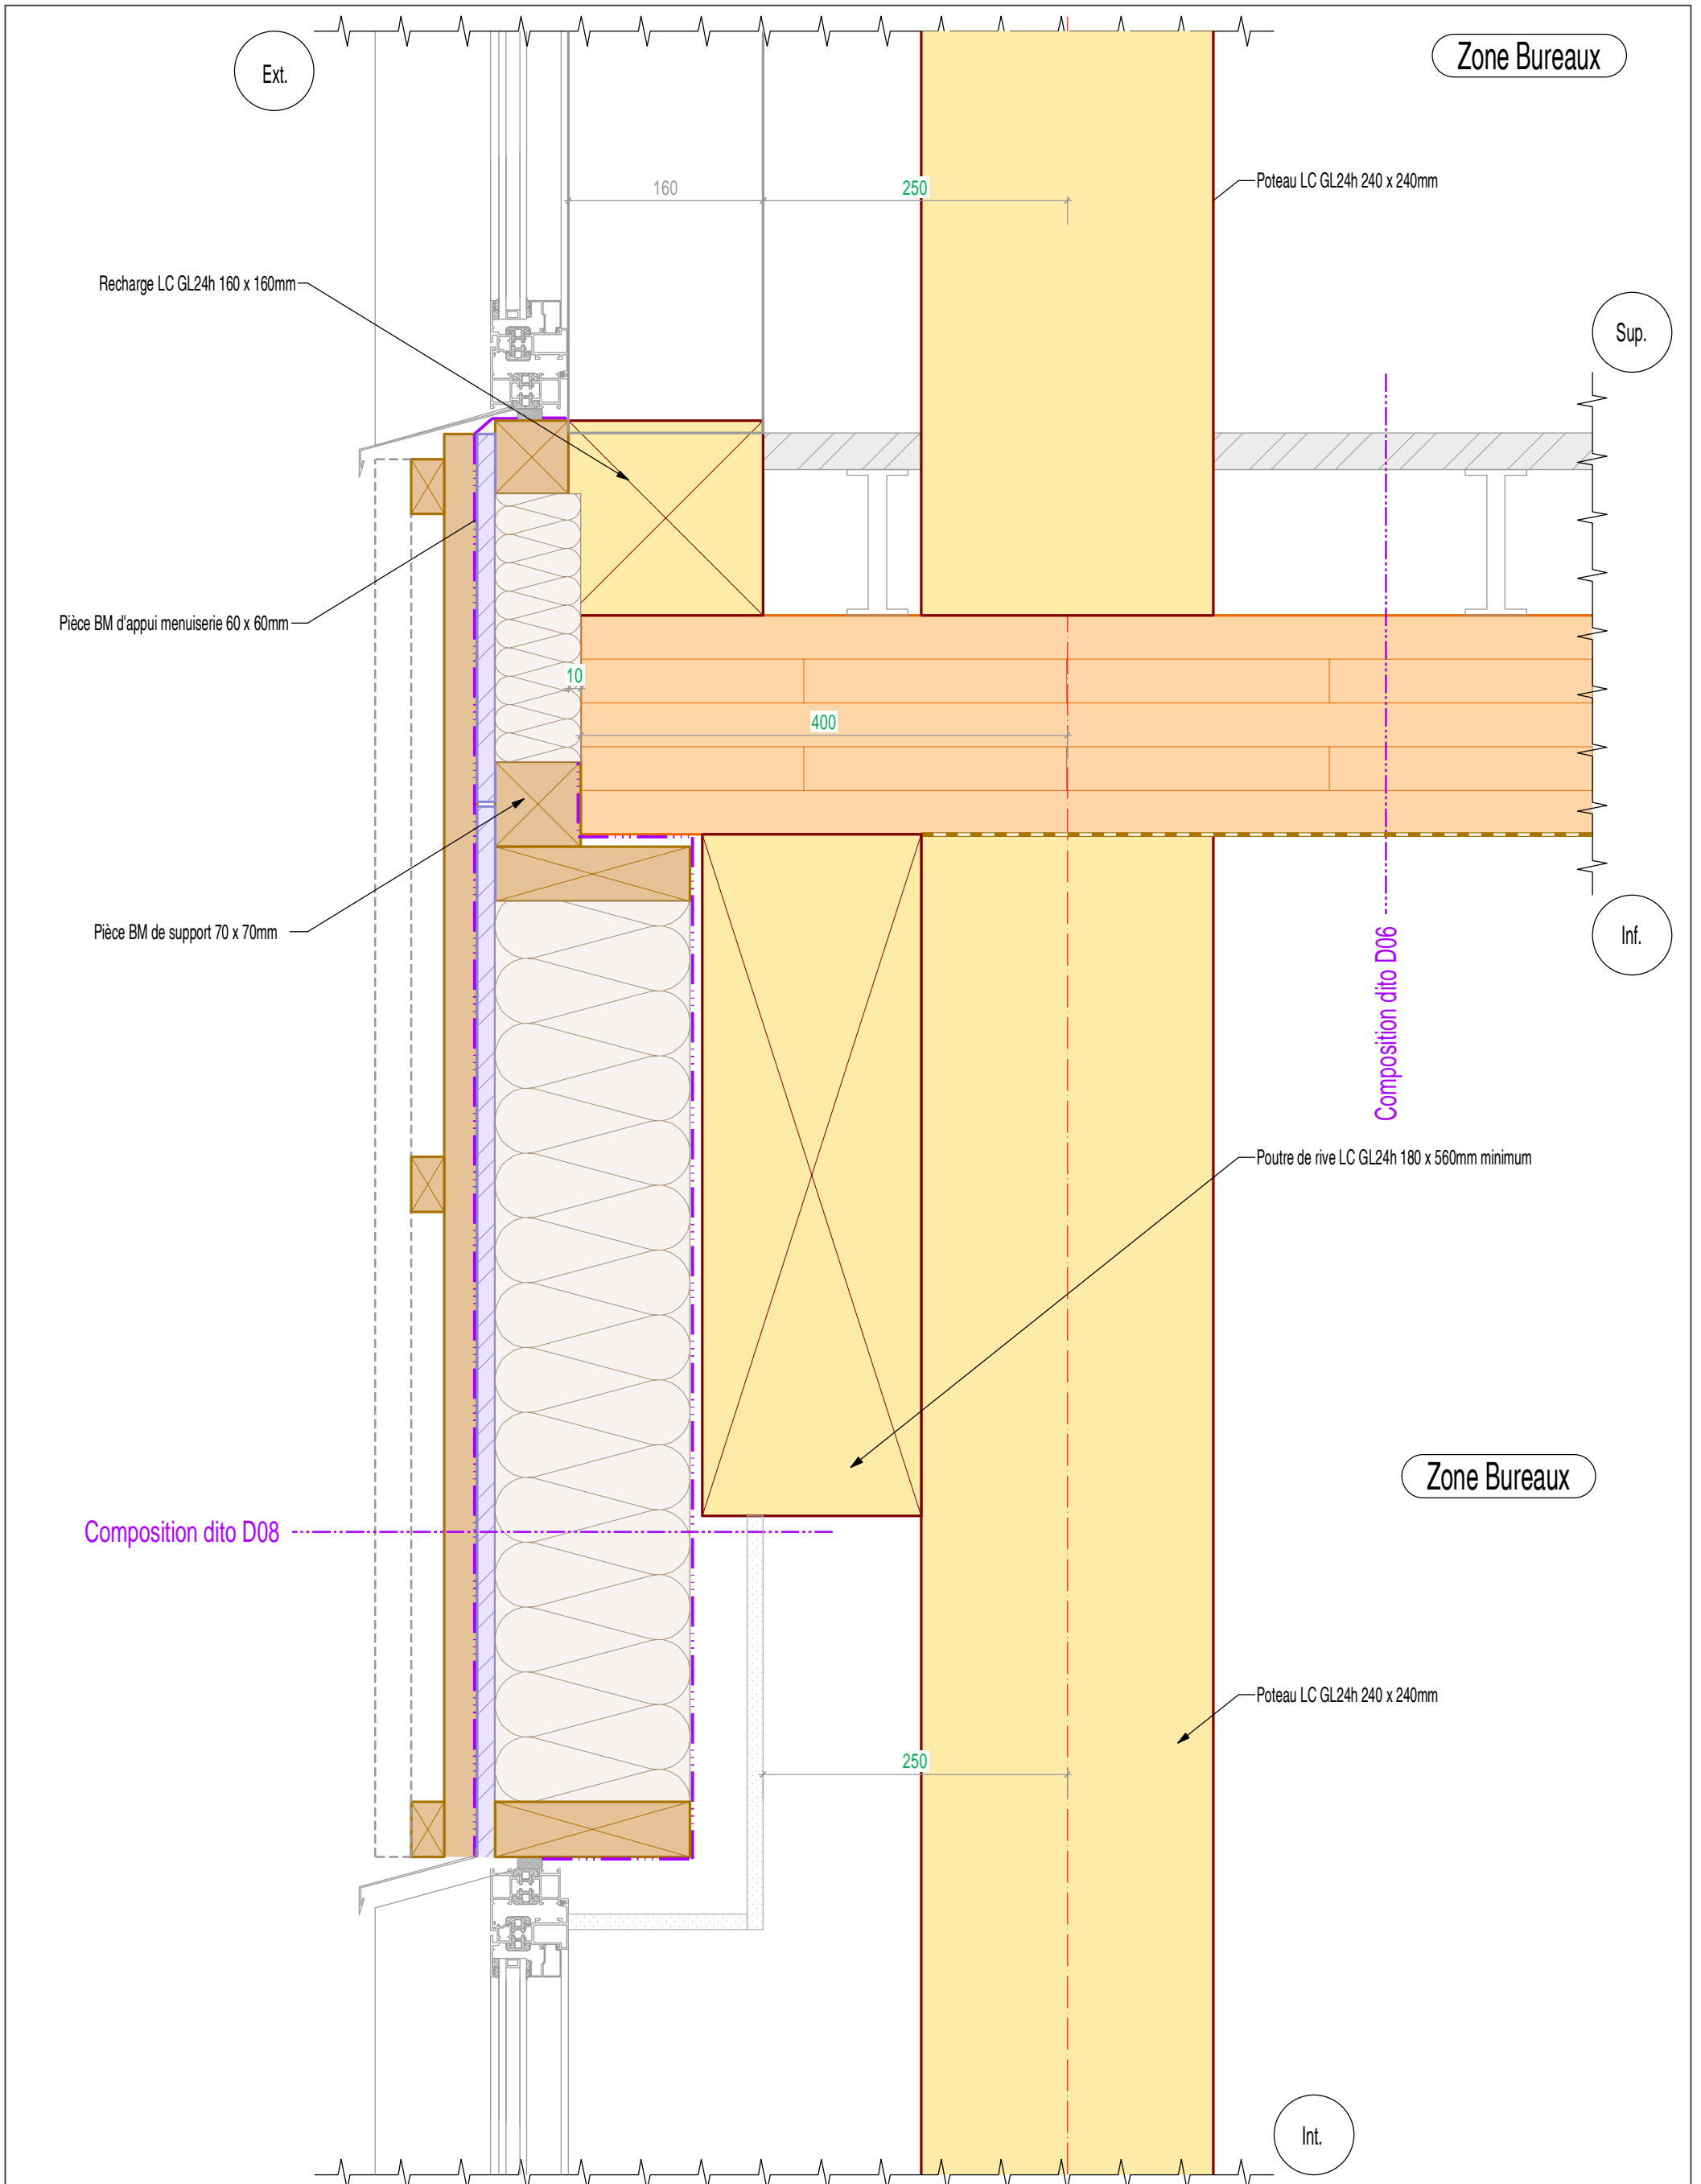 Ext.
Zone Bureaux
160
250
Poteau LC GL24h 240 x 240mm
Recharge LC GL24h 160 x 160mm
Sup.
Pièce BM d'appui menuiserie 60 x 60mm
10
400
Pièce BM de support 70 x 70mm
Inf.
Composition dito D06
Poutre de rive LC GL24h 180 x 560mm minimum
Zone Bureaux
Composition dito D08
Poteau LC GL24h 240 x 240mm
250
Int.